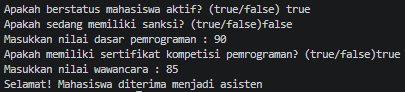 Apakah berstatus mahasiswa aktif? (true/false) true
Apakah sedang memiliki sanksi? (true/false)false
Masukkan nilai dasar pemrograman : 90
Apakah memiliki sertifikat kompetisi pemrograman? (true/false)true
Masukkan nilai wawancara : 85
Selamat! Mahasiswa diterima menjadi asisten